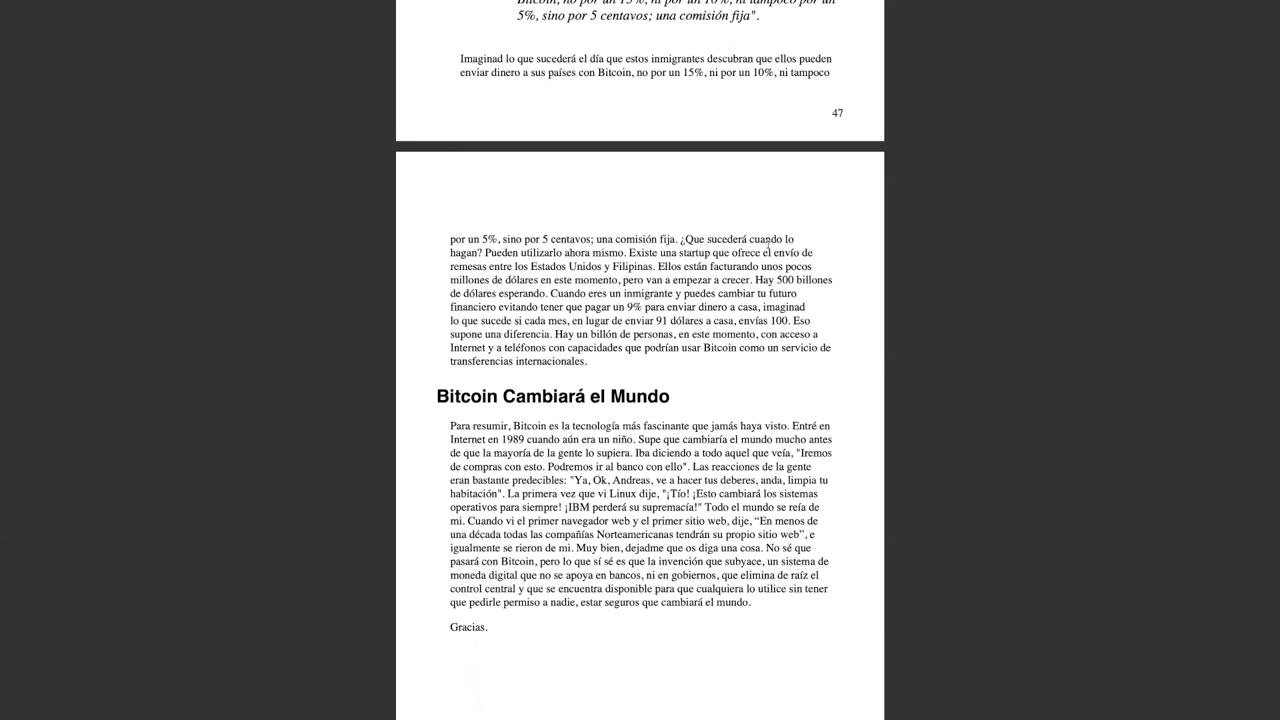 Bitcoin, no por un 15%, ni por un 10%, ni tampoco por un
5%, sino por 5 centavos; una comisión fija".
Imaginad lo que sucederá el día que estos inmigrantes descubran que ellos pueden
enviar dinero a sus países con Bitcoin, no por un 15%, ni por un 10%, ni tampoco
47
por un 5%, sino por 5 centavos; una comisión fija. ¿Que sucederá cuando lo
hagan? Pueden utilizarlo ahora mismo. Existe una startup que ofrece el envío de
remesas entre los Estados Unidos y Filipinas. Ellos están facturando unos pocos
millones de dólares en este momento, pero van a empezar a crecer. Hay 500 billones
de dólares esperando. Cuando eres un inmigrante y puedes cambiar tu futuro
financiero evitando tener que pagar un 9% para enviar dinero a casa, imaginad
lo que sucede si cada mes, en lugar de enviar 91 dólares a casa, envías 100. Eso
supone una diferencia. Hay un billón de personas, en este momento, con acceso a
Internet y a teléfonos con capacidades que podrían usar Bitcoin como un servicio de
transferencias internacionales.
Bitcoin Cambiará el Mundo
Para resumir, Bitcoin es la tecnología más fascinante que jamás haya visto. Entré en
Internet en 1989 cuando aún era un niño. Supe que cambiaría el mundo mucho antes
de que la mayoría de la gente lo supiera. Iba diciendo a todo aquel que veía, "Iremos
de compras con esto. Podremos ir al banco con ello". Las reacciones de la gente
eran bastante predecibles: "Ya, Ok, Andreas, ve a hacer tus deberes, anda, limpia tu
habitación". La primera vez que vi Linux dije, "¡Tío! ¡Esto cambiará los sistemas
operativos para siempre! ¡IBM perderá su supremacía!" Todo el mundo se reía de
mi. Cuando vi el primer navegador web y el primer sitio web, dije, “En menos de
una década todas las compañías Norteamericanas tendrán su propio sitio web”, e
igualmente se rieron de mi. Muy bien, dejadme que os diga una cosa. No sé que
pasará con Bitcoin, pero lo que sí sé es que la invención que subyace, un sistema de
moneda digital que no se apoya en bancos, ni en gobiernos, que elimina de raíz el
control central y que se encuentra disponible para que cualquiera lo utilice sin tener
que pedirle permiso a nadie, estar seguros que cambiará el mundo.
Gracias.